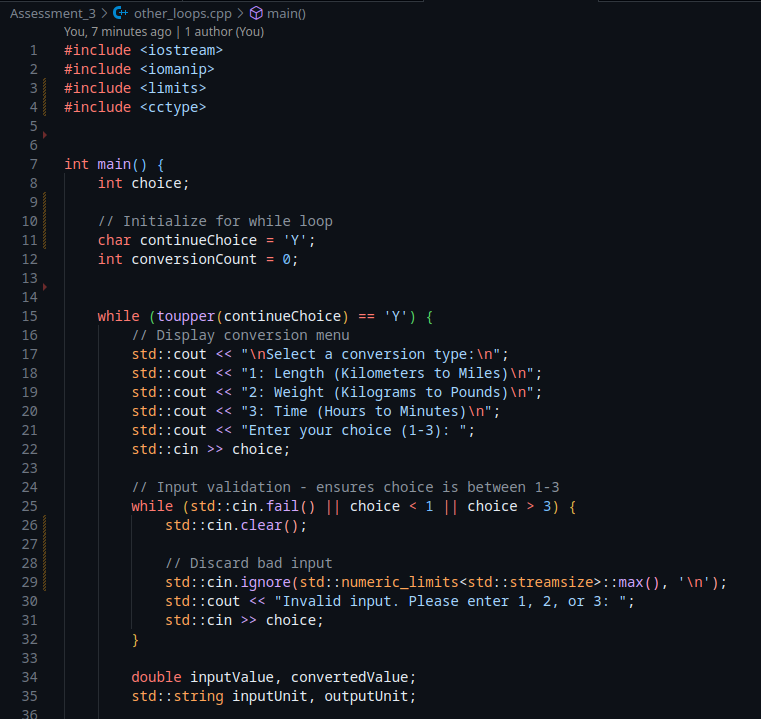 Assessment_3 > other_loops.cpp > main()
You, 7 minutes ago | 1 author (You)
1 #include <iostream>
2 #include <iomanip>
3 #include <limits>
4 #include <cctype>
5
6
7 int main() {
8     int choice;
9
10     // Initialize for while loop
11     char continueChoice = 'Y';
12     int conversionCount = 0;
13
14
15     while (toupper(continueChoice) == 'Y') {
16         // Display conversion menu
17         std::cout << "\nSelect a conversion type:\n";
18         std::cout << "1: Length (Kilometers to Miles)\n";
19         std::cout << "2: Weight (Kilograms to Pounds)\n";
20         std::cout << "3: Time (Hours to Minutes)\n";
21         std::cout << "Enter your choice (1-3): ";
22         std::cin >> choice;
23
24         // Input validation - ensures choice is between 1-3
25         while (std::cin.fail() || choice < 1 || choice > 3) {
26             std::cin.clear();
27
28             // Discard bad input
29             std::cin.ignore(std::numeric_limits<std::streamsize>::max(), '\n');
30             std::cout << "Invalid input. Please enter 1, 2, or 3: ";
31             std::cin >> choice;
32         }
33
34         double inputValue, convertedValue;
35         std::string inputUnit, outputUnit;
36